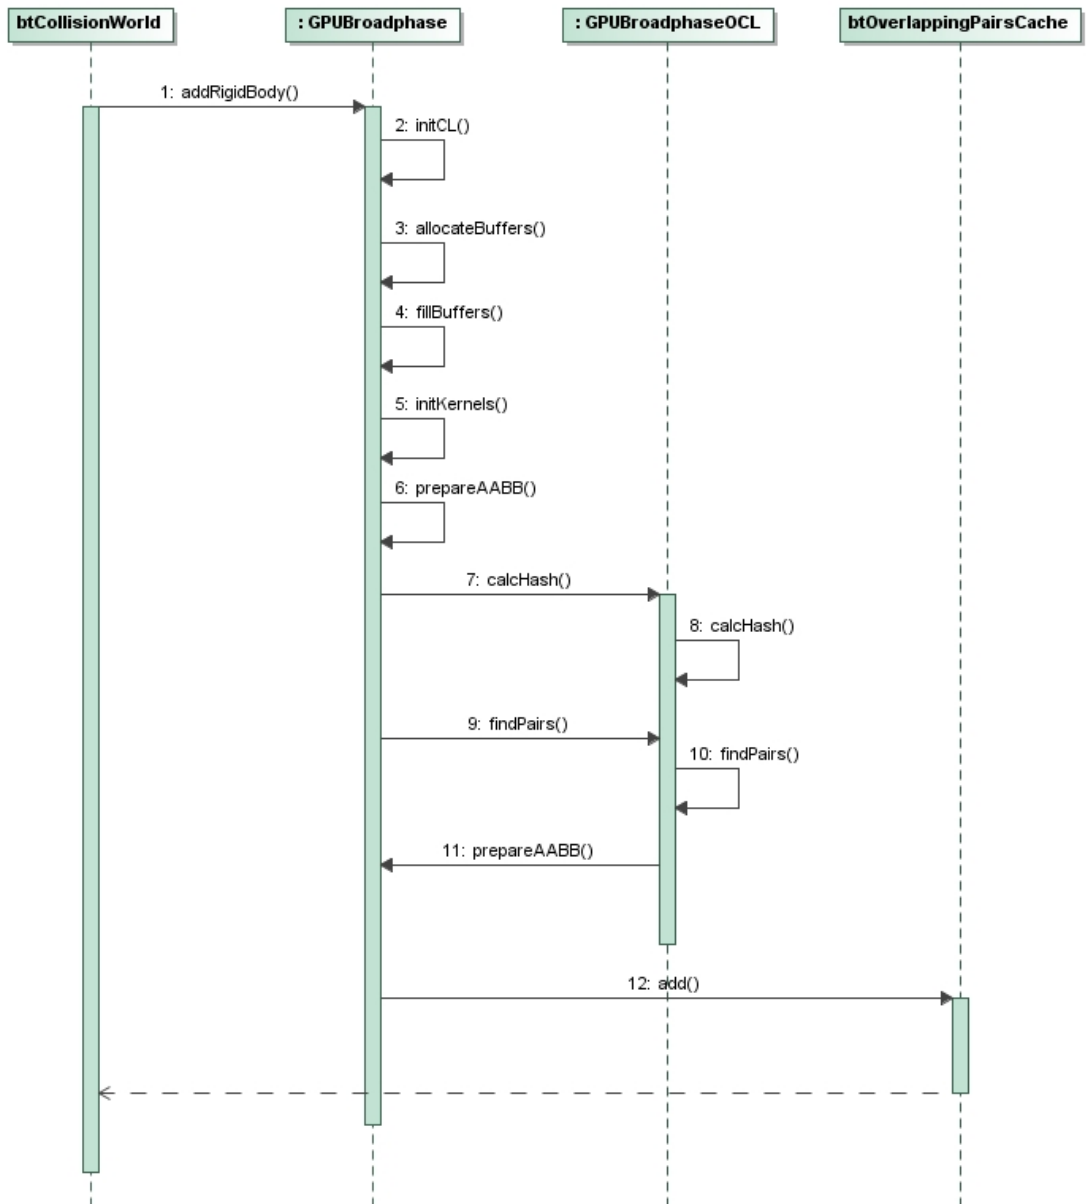 btCollisionWorld
: GPUBroadphase
: GPUBroadphaseOCL
btOverlappingPairsCache
1: addRigidBody()
2: initCL()
3: allocateBuffers()
4: fillBuffers()
5: initKernels()
6: prepareAABB()
7: calcHash()
8: calcHash()
9: findPairs()
10: findPairs()
11: prepareAABB()
12: add()